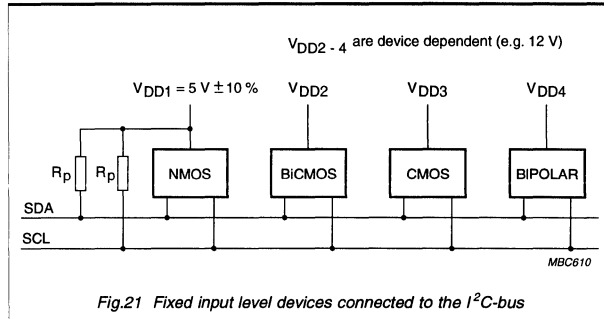 VDD2 - 4 are device dependent (e.g. 12 V)
VDD1 = 5 V ± 10 % VDD2 VDD3 VDD4
Rp Rp NMOS BiCMOS CMOS BIPOLAR
SDA
SCL
MBC610
Fig.21 Fixed input level devices connected to the I²C-bus